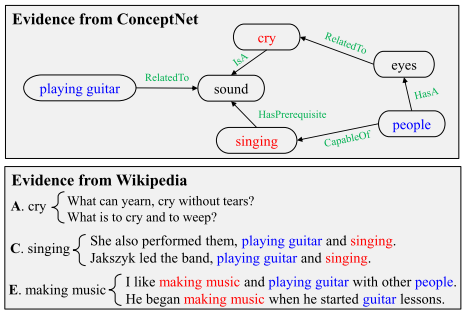 Evidence from ConceptNet
cry
RelatedTo
IsA
eyes
RelatedTo
playing guitar
sound
HasA
HasPrerequisite
people
CapableOf
singing
Evidence from Wikipedia
A. cry
What can yearn, cry without tears?
What is to cry and to weep?
C. singing
She also performed them, playing guitar and singing.
Jakszyk led the band, playing guitar and singing.
E. making music
I like making music and playing guitar with other people.
He began making music when he started guitar lessons.